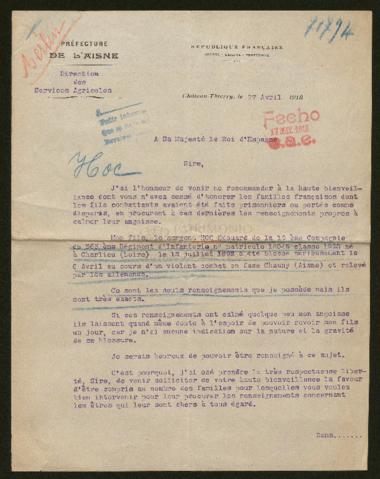 Berlin
11794
PRÉFECTURE
DE L'AISNE
RÉPUBLIQUE FRANÇAISE
Direction
des
Services Agricoles
Château-Thierry, le 27 Avril 1918
Fecho
17 MAY. 1918
Hoc
A Sa Majesté le Roi d'Espagne
Sire,
J'ai l'honneur de venir me recommander à la haute bienveil-
lance dont vous n'avez cessé d'honorer les familles françaises dont
les fils combattants avaient été faits prisonniers ou portés comme
disparus, en procurant à ces dernières les renseignements propres à
calmer leur angoisse.
Mon fils, le sergent HOC Edouard de la Compagnie
du Régiment d'Infanterie n° matricule classe né
à Charlieu (Loire) le 12 juillet a été blessé le
6 Avril au cours d'un violent combat en face Chauny (Aisne) et relevé
par les allemands.
Ce sont les seuls renseignements que je possède mais ils
sont très exacts.
Si ces renseignements ont calmé quelque peu mon angoisse
ils laissent quand même doute à l'espoir de pouvoir revoir mon fils
un jour, car je n'ai aucune indication sur la nature et la gravité
de sa blessure.
Je serais heureux de pouvoir être renseigné à ce sujet.
C'est pourquoi, j'ai osé prendre la très respectueuse liber-
té, Sire, de venir solliciter de votre haute bienveillance la faveur
d'être compris au nombre des familles pour lesquelles vous voulez
bien intervenir pour leur procurer les renseignements concernant
les êtres qui leur sont chers à tous égard.
Dans......